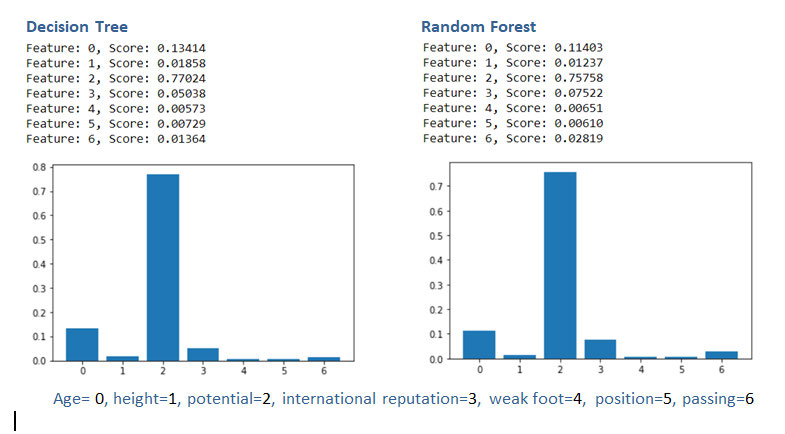 Decision Tree
Feature: 0, Score: 0.13414
Feature: 1, Score: 0.01858
Feature: 2, Score: 0.77024
Feature: 3, Score: 0.05038
Feature: 4, Score: 0.00573
Feature: 5, Score: 0.00729
Feature: 6, Score: 0.01364
0.8
0.7
0.6
0.5
0.4
0.3
0.2
0.1
0.0
0 1 2 3 4 5 6
Random Forest
Feature: 0, Score: 0.11403
Feature: 1, Score: 0.01237
Feature: 2, Score: 0.75758
Feature: 3, Score: 0.07522
Feature: 4, Score: 0.00651
Feature: 5, Score: 0.00610
Feature: 6, Score: 0.02819
0.7
0.6
0.5
0.4
0.3
0.2
0.1
0.0
0 1 2 3 4 5 6
Age= 0, height=1, potential=2, international reputation=3, weak foot=4, position=5, passing=6